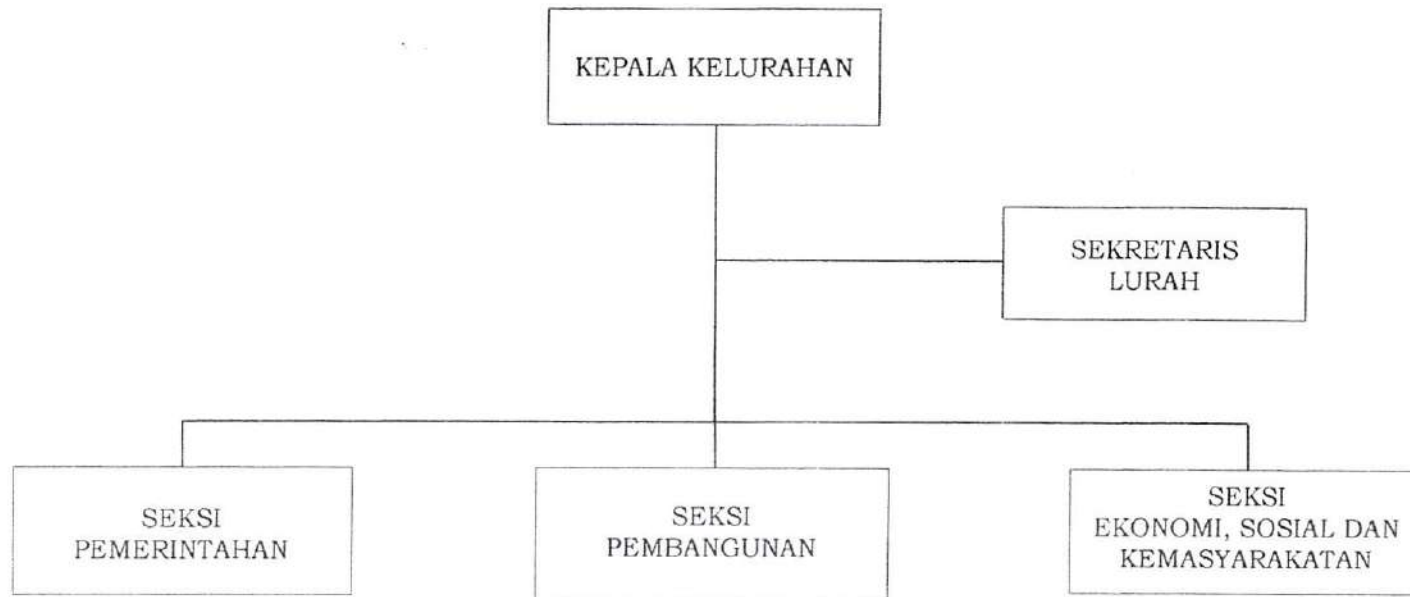 KEPALA KELURAHAN
SEKRETARIS
LURAH
SEKSI
PEMERINTAHAN
SEKSI
PEMBANGUNAN
SEKSI
EKONOMI, SOSIAL DAN
KEMASYARAKATAN